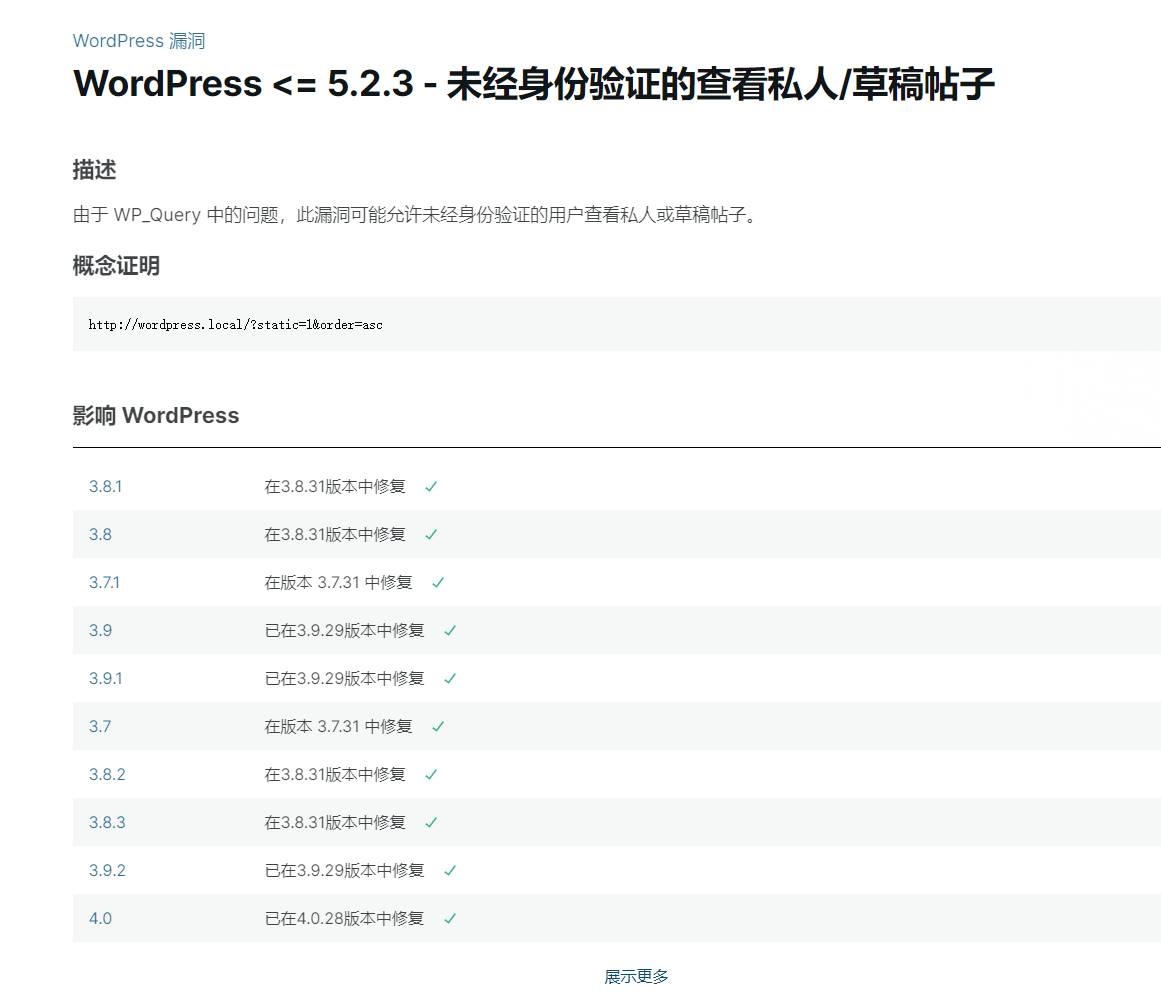 WordPress 漏洞
WordPress <= 5.2.3 - 未经身份验证的查看私人/草稿帖子
描述
由于 WP_Query 中的问题，此漏洞可能允许未经身份验证的用户查看私人或草稿帖子。
概念证明
http://wordpress.local/?static=1&order=asc
影响 WordPress
3.8.1 在3.8.31版本中修复 ✓
3.8 在3.8.31版本中修复 ✓
3.7.1 在版本 3.7.31 中修复 ✓
3.9 已在3.9.29版本中修复 ✓
3.9.1 已在3.9.29版本中修复 ✓
3.7 在版本 3.7.31 中修复 ✓
3.8.2 在3.8.31版本中修复 ✓
3.8.3 在3.8.31版本中修复 ✓
3.9.2 已在3.9.29版本中修复 ✓
4.0 已在4.0.28版本中修复 ✓
展示更多